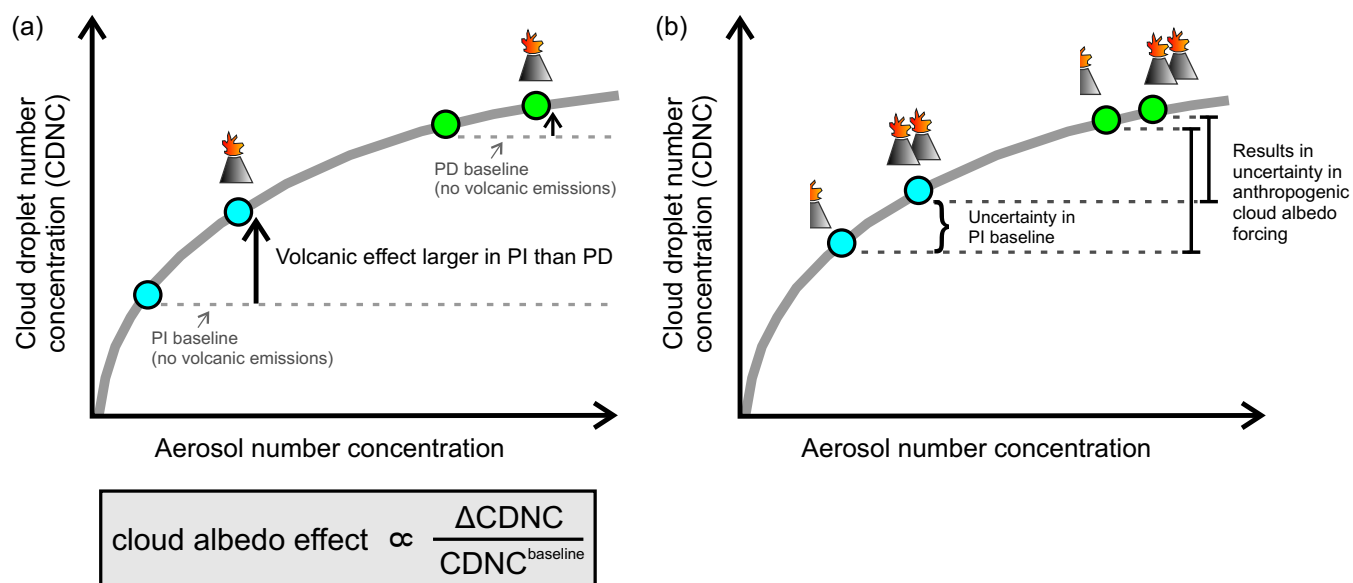 (a)
Cloud droplet number
concentration (CDNC)
PD baseline
(no volcanic emissions)
Volcanic effect larger in PI than PD
PI baseline
(no volcanic emissions)
Aerosol number concentration
cloud albedo effect ∝ ΔCDNC
CDNC^baseline
(b)
Cloud droplet number
concentration (CDNC)
Uncertainty in
PI baseline
Results in
uncertainty in
anthropogenic
cloud albedo
forcing
Aerosol number concentration